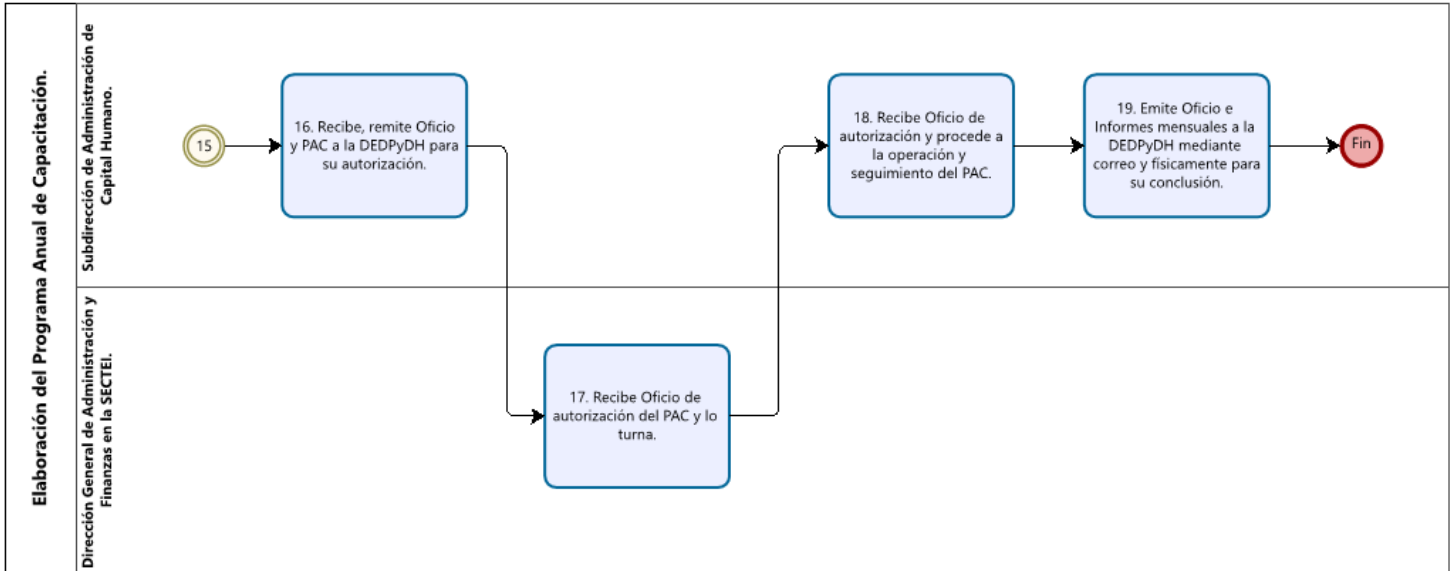 Elaboración del Programa Anual de Capacitación.
Subdirección de Administración de
Capital Humano.
15
16. Recibe, remite Oficio
y PAC a la DEDPyDH para
su autorización.
18. Recibe Oficio de
autorización y procede a
la operación y
seguimiento del PAC.
19. Emite Oficio e
Informes mensuales a la
DEDPyDH mediante
correo y físicamente para
su conclusión.
Fin
Dirección General de Administración y
Finanzas en la SECTEI.
17. Recibe Oficio de
autorización del PAC y lo
turna.